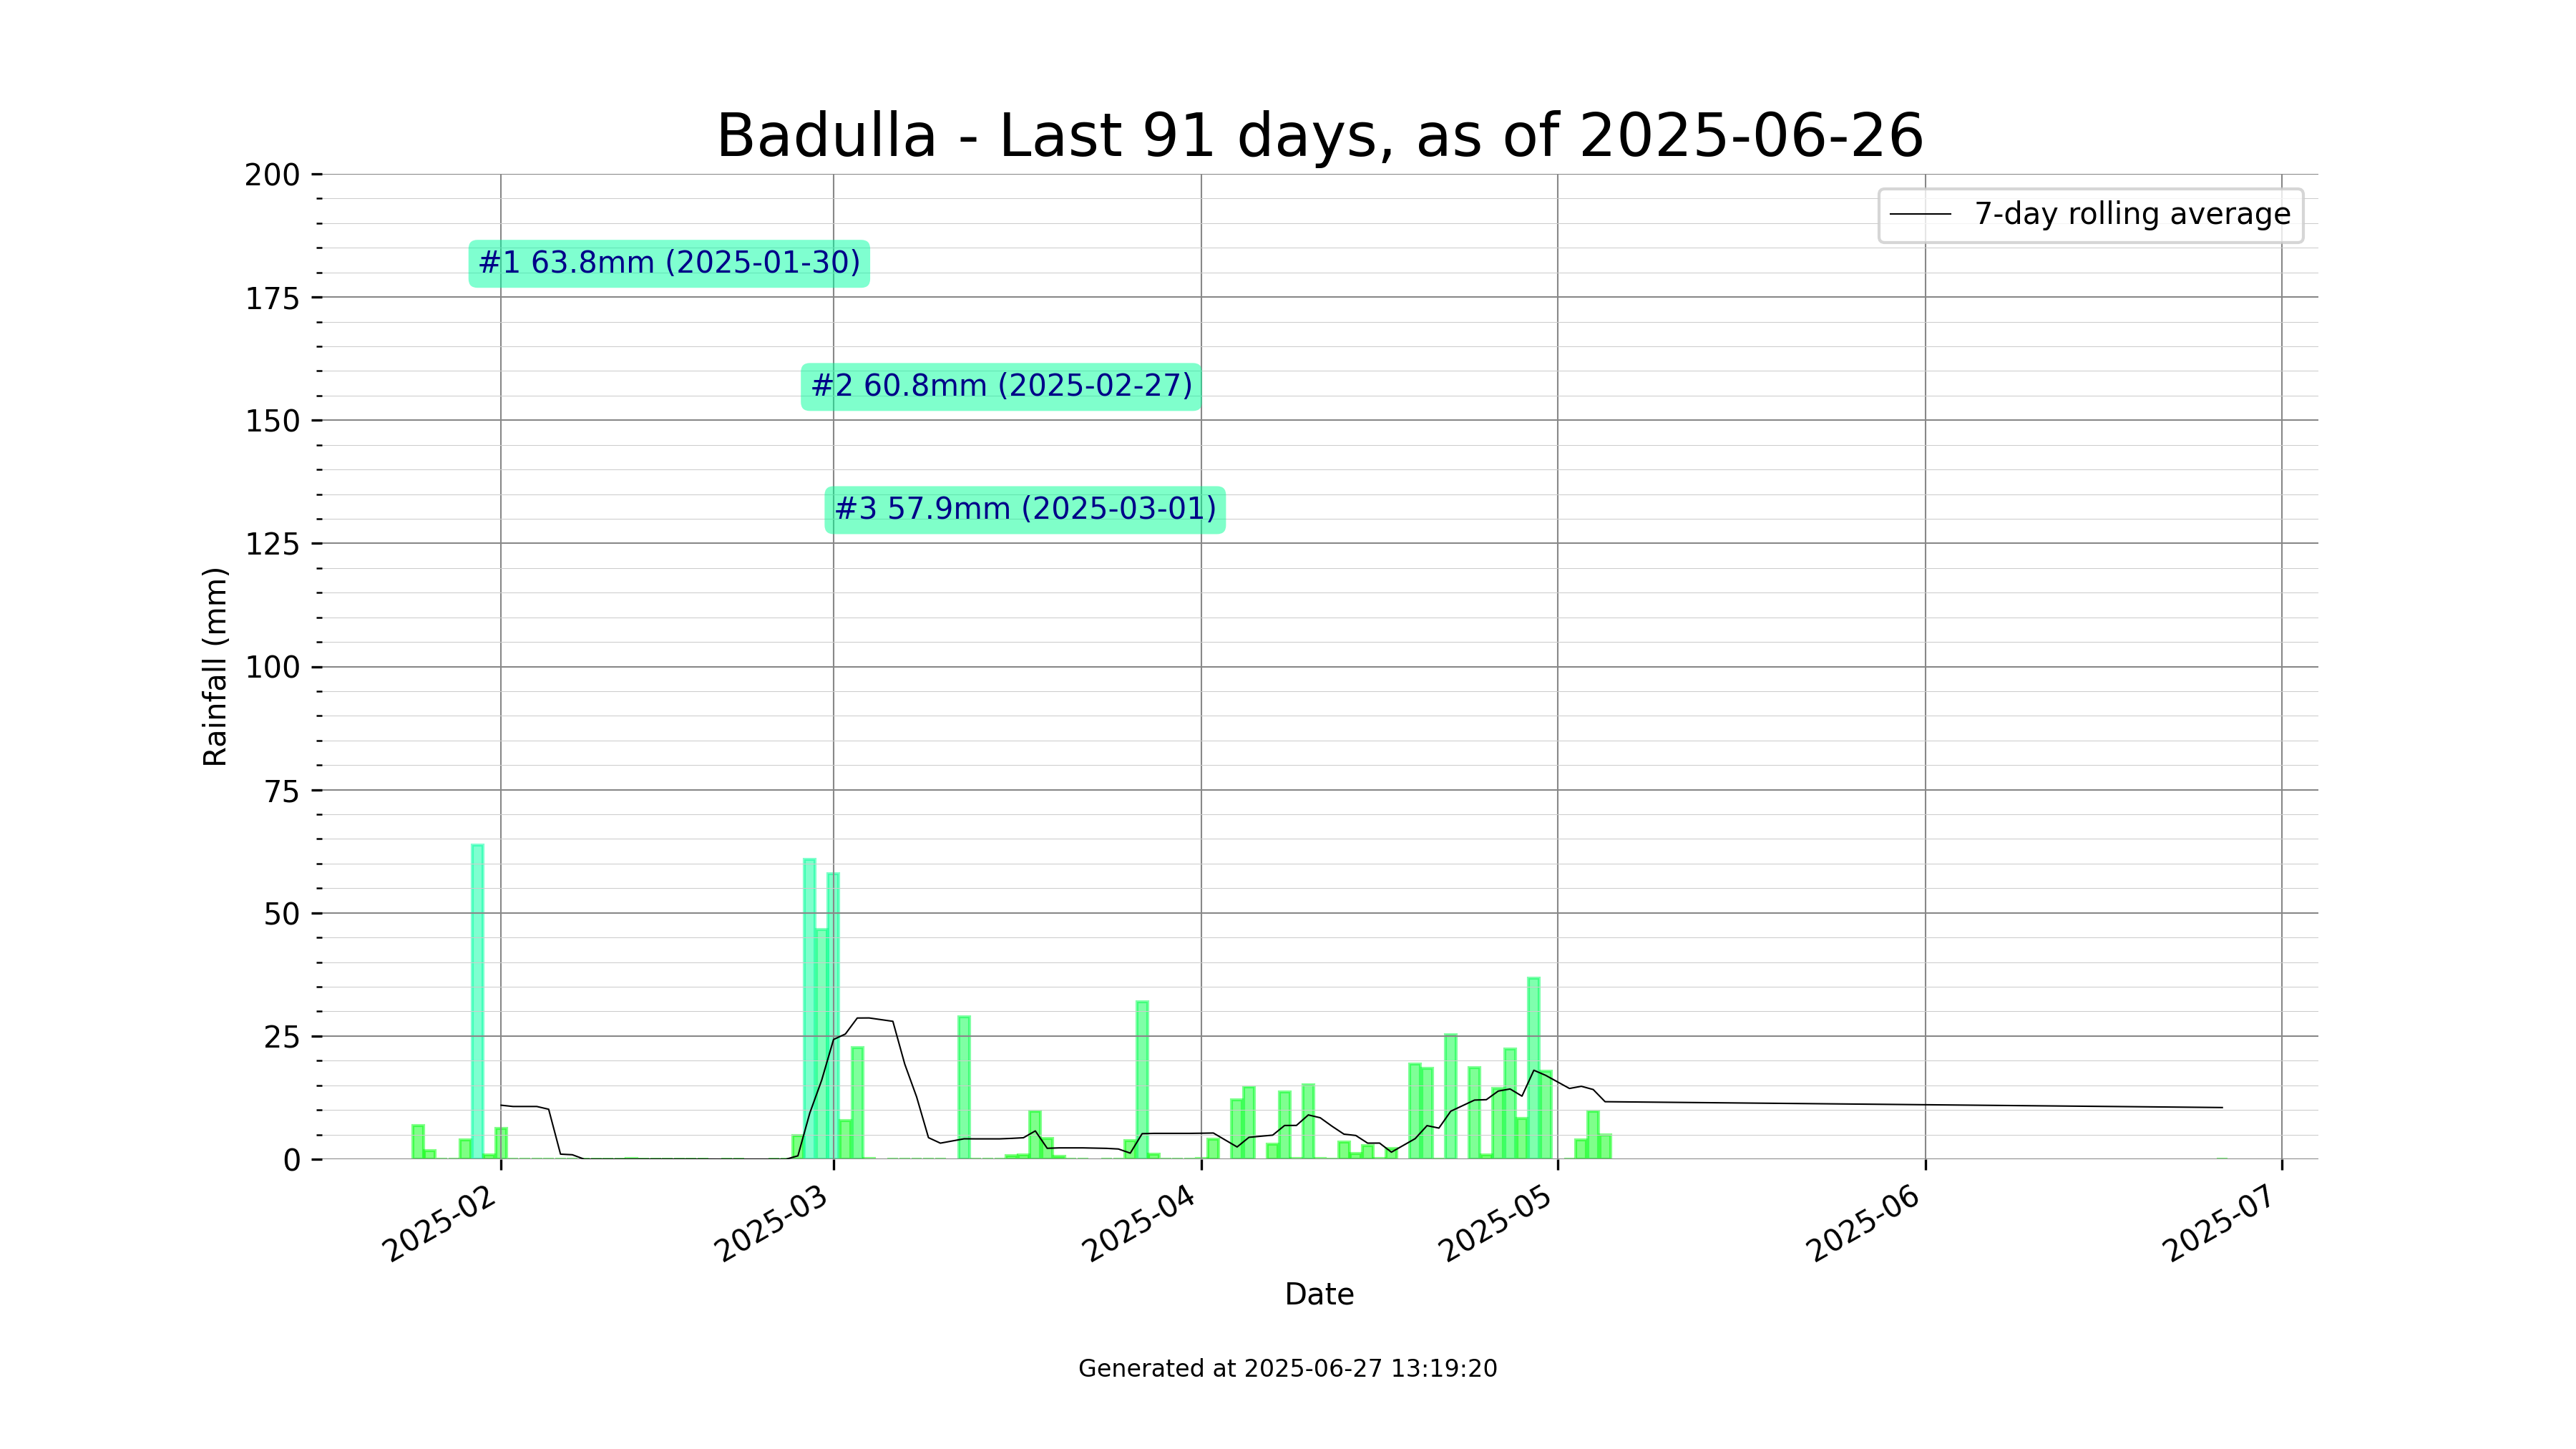 Badulla - Last 91 days, as of 2025-06-26
200
175
150
125
100
75
50
25
0
Rainfall (mm)
7-day rolling average
#1 63.8mm (2025-01-30)
#2 60.8mm (2025-02-27)
#3 57.9mm (2025-03-01)
2025-02
2025-03
2025-04
2025-05
2025-06
2025-07
Date
Generated at 2025-06-27 13:19:20